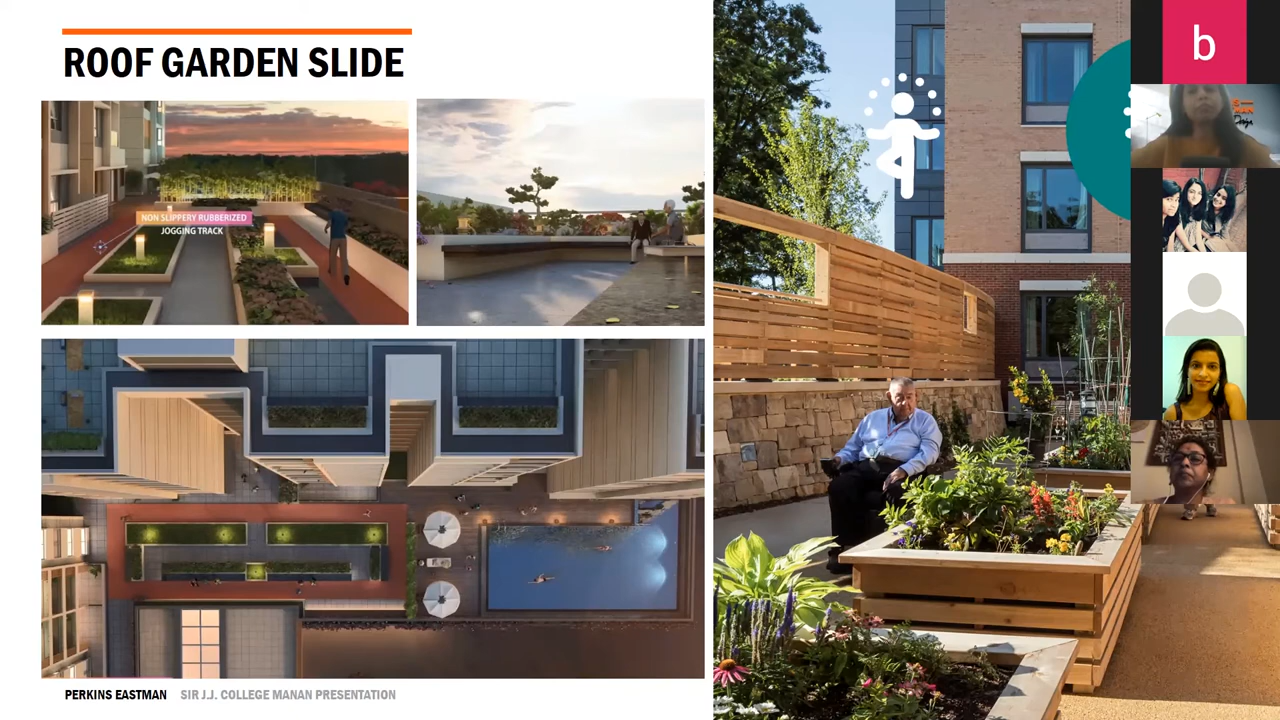 ROOF GARDEN SLIDE
NON SLIPPERY RUBBERIZED
JOGGING TRACK
PERKINS EASTMAN SIR J.J. COLLEGE MANAN PRESENTATION
b